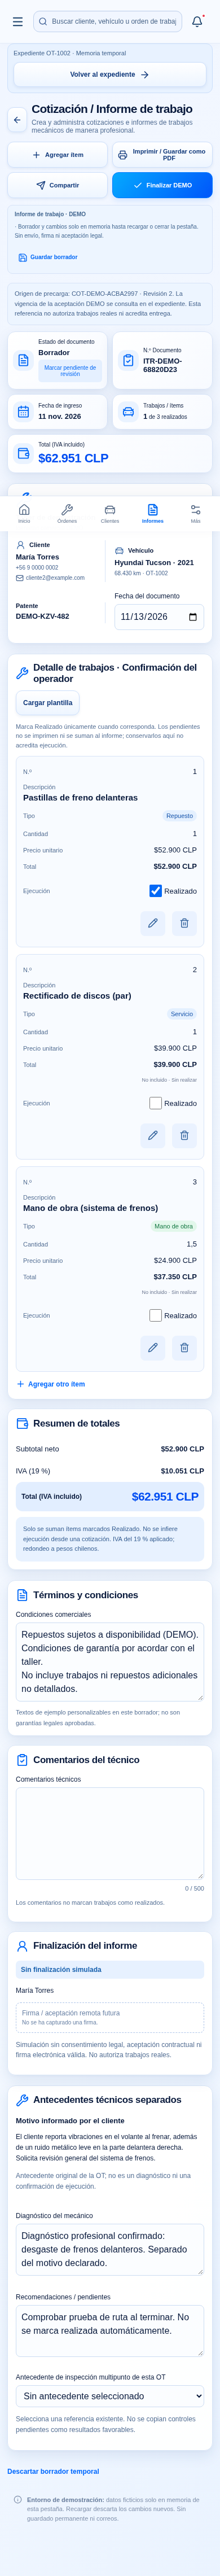 Buscar cliente, vehículo u orden de trabaj
Expediente OT-1002 · Memoria temporal
Volver al expediente
Cotización / Informe de trabajo
Crea y administra cotizaciones e informes de trabajos mecánicos de manera profesional.
Agregar ítem
Imprimir / Guardar como PDF
Compartir
Finalizar DEMO
Informe de trabajo · DEMO
· Borrador y cambios solo en memoria hasta recargar o cerrar la pestaña. Sin envío, firma ni aceptación legal.
Guardar borrador
Origen de precarga: COT-DEMO-ACBA2997 · Revisión 2. La vigencia de la aceptación DEMO se consulta en el expediente. Esta referencia no autoriza trabajos reales ni acredita entrega.
Estado del documento
Borrador
Marcar pendiente de revisión
N.º Documento
ITR-DEMO-68820D23
Fecha de ingreso
11 nov. 2026
Trabajos / Ítems
1 de 3 realizados
Total (IVA incluido)
$62.951 CLP
Inicio
Órdenes
Clientes
Informes
Más
Cliente
María Torres
+56 9 0000 0002
cliente2@example.com
Vehículo
Hyundai Tucson · 2021
68.430 km · OT-1002
Patente
DEMO-KZV-482
Fecha del documento
11/13/2026
Detalle de trabajos · Confirmación del operador
Cargar plantilla
Marca Realizado únicamente cuando corresponda. Los pendientes no se imprimen ni se suman al informe; conservarlos aquí no acredita ejecución.
N.º 1
Descripción
Pastillas de freno delanteras
Tipo Repuesto
Cantidad 1
Precio unitario $52.900 CLP
Total $52.900 CLP
Ejecución Realizado
N.º 2
Descripción
Rectificado de discos (par)
Tipo Servicio
Cantidad 1
Precio unitario $39.900 CLP
Total $39.900 CLP
No incluido · Sin realizar
Ejecución Realizado
N.º 3
Descripción
Mano de obra (sistema de frenos)
Tipo Mano de obra
Cantidad 1,5
Precio unitario $24.900 CLP
Total $37.350 CLP
No incluido · Sin realizar
Ejecución Realizado
Agregar otro ítem
Resumen de totales
Subtotal neto $52.900 CLP
IVA (19 %) $10.051 CLP
Total (IVA incluido) $62.951 CLP
Solo se suman ítems marcados Realizado. No se infiere ejecución desde una cotización. IVA del 19 % aplicado; redondeo a pesos chilenos.
Términos y condiciones
Condiciones comerciales
Repuestos sujetos a disponibilidad (DEMO).
Condiciones de garantía por acordar con el taller.
No incluye trabajos ni repuestos adicionales no detallados.
Textos de ejemplo personalizables en este borrador; no son garantías legales aprobadas.
Comentarios del técnico
Comentarios técnicos
0 / 500
Los comentarios no marcan trabajos como realizados.
Finalización del informe
Sin finalización simulada
María Torres
Firma / aceptación remota futura
No se ha capturado una firma.
Simulación sin consentimiento legal, aceptación contractual ni firma electrónica válida. No autoriza trabajos reales.
Antecedentes técnicos separados
Motivo informado por el cliente
El cliente reporta vibraciones en el volante al frenar, además de un ruido metálico leve en la parte delantera derecha. Solicita revisión general del sistema de frenos.
Antecedente original de la OT; no es un diagnóstico ni una confirmación de ejecución.
Diagnóstico del mecánico
Diagnóstico profesional confirmado: desgaste de frenos delanteros. Separado del motivo declarado.
Recomendaciones / pendientes
Comprobar prueba de ruta al terminar. No se marca realizada automáticamente.
Antecedente de inspección multipunto de esta OT
Sin antecedente seleccionado
Selecciona una referencia existente. No se copian controles pendientes como resultados favorables.
Descartar borrador temporal
Entorno de demostración: datos ficticios solo en memoria de esta pestaña. Recargar descarta los cambios nuevos. Sin guardado permanente ni correos.